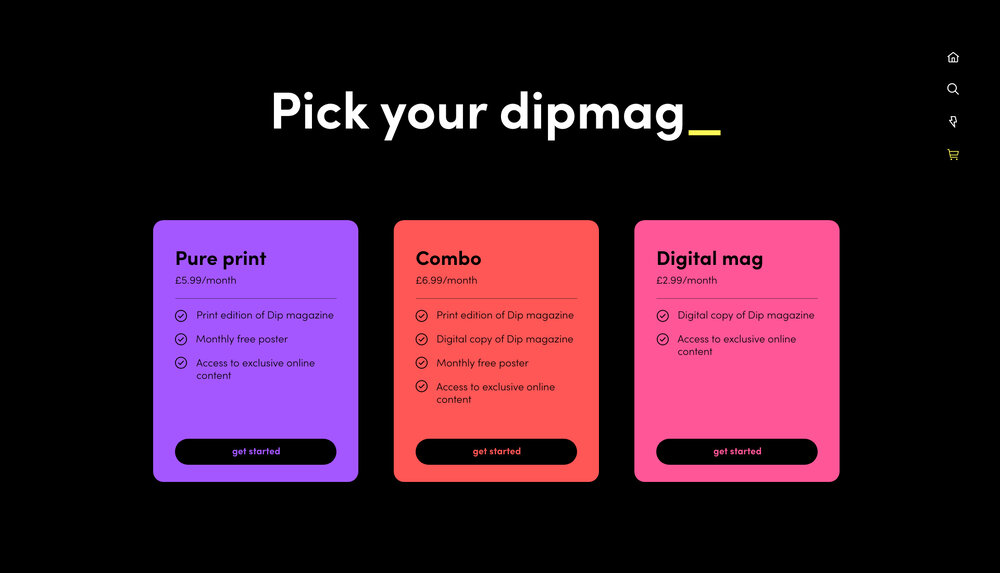 Pick your dipmag_
Pure print
£5.99/month
Print edition of Dip magazine
Monthly free poster
Access to exclusive online
content
get started
Combo
£6.99/month
Print edition of Dip magazine
Digital copy of Dip magazine
Monthly free poster
Access to exclusive online
content
get started
Digital mag
£2.99/month
Digital copy of Dip magazine
Access to exclusive online
content
get started